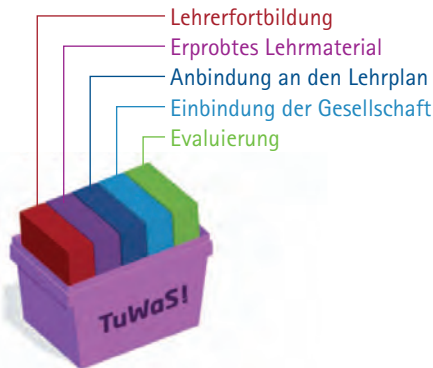 Lehrerfortbildung
Erprobtes Lehrmaterial
Anbindung an den Lehrplan
Einbindung der Gesellschaft
Evaluierung
TuWaS!